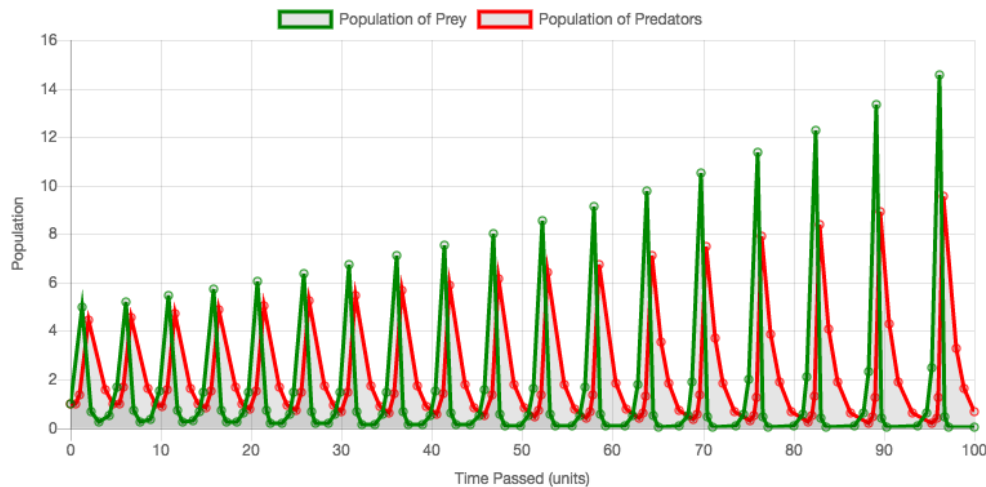 Population of Prey Population of Predators
16
14
12
10
8
6
4
2
0
Population
0 10 20 30 40 50 60 70 80 90 100
Time Passed (units)